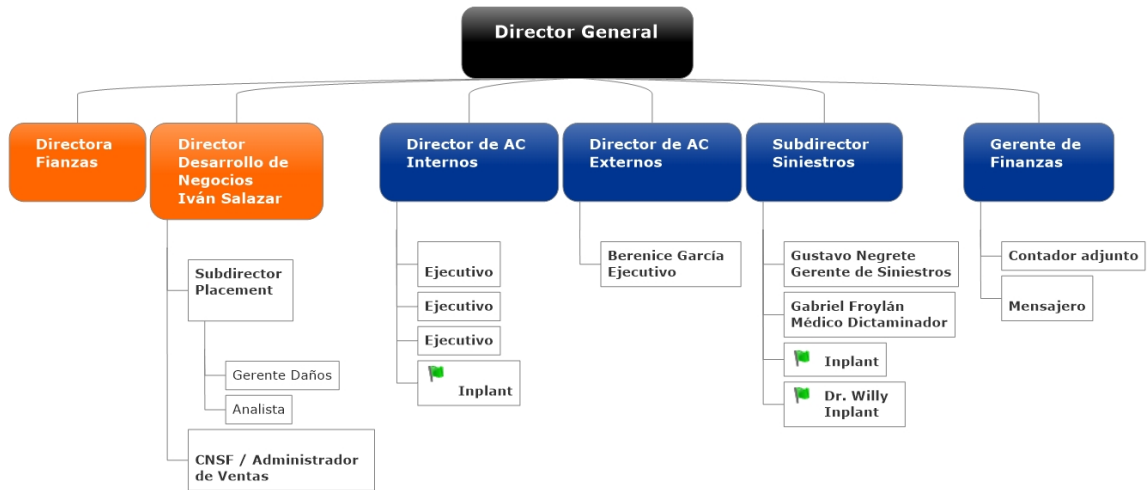 Director General
Directora
Fianzas
Director
Desarrollo de
Negocios
Iván Salazar
Director de AC
Internos
Director de AC
Externos
Subdirector
Siniestros
Gerente de
Finanzas
Subdirector
Placement
Gerente Daños
Analista
CNSF / Administrador
de Ventas
Ejecutivo
Ejecutivo
Ejecutivo
Inplant
Berenice García
Ejecutivo
Gustavo Negrete
Gerente de Siniestros
Gabriel Froylán
Médico Dictaminador
Inplant
Dr. Willy
Inplant
Contador adjunto
Mensajero